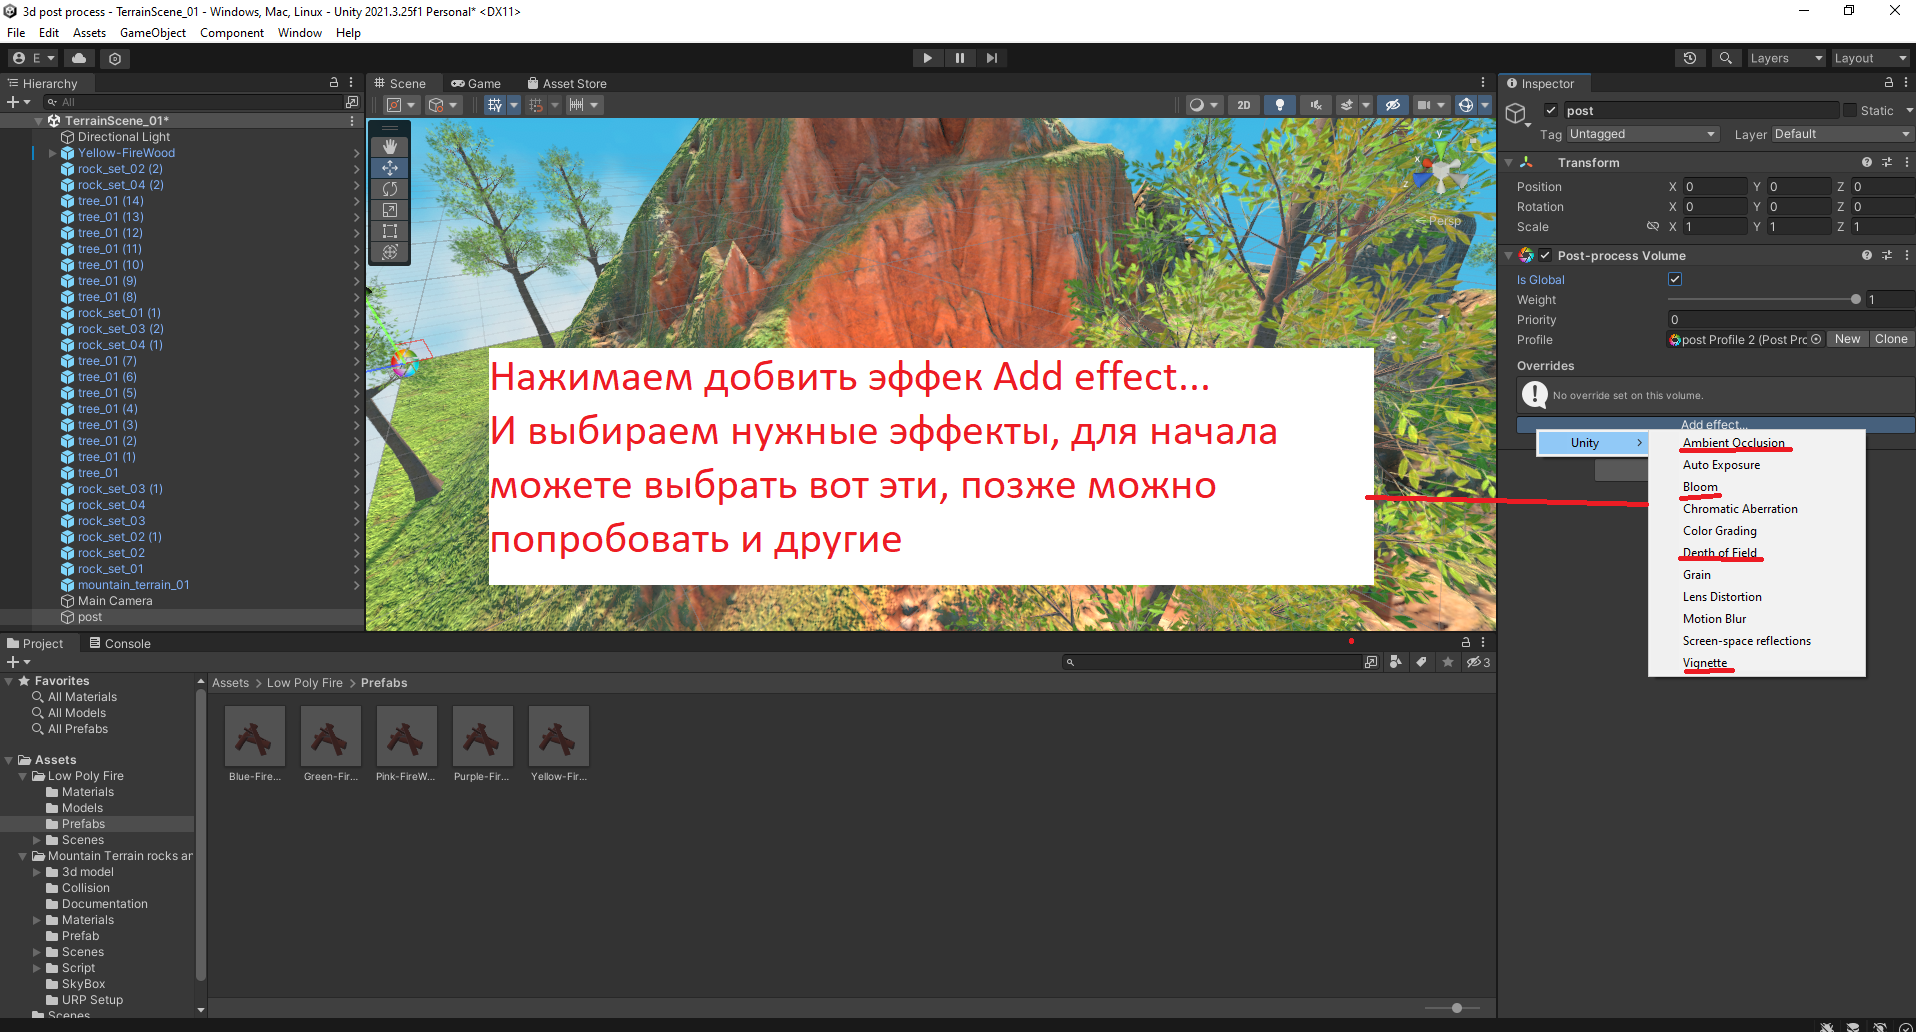 3d post process - TerrainScene_01 - Windows, Mac, Linux - Unity 2021.3.25f1 Personal* <DX11>
File Edit Assets GameObject Component Window Help
E Layers Layout
Hierarchy
All
TerrainScene_01*
Directional Light
Yellow-FireWood
rock_set_02 (2)
rock_set_04 (2)
tree_01 (14)
tree_01 (13)
tree_01 (12)
tree_01 (11)
tree_01 (10)
tree_01 (9)
tree_01 (8)
rock_set_01 (1)
rock_set_03 (2)
rock_set_04 (1)
tree_01 (7)
tree_01 (6)
tree_01 (5)
tree_01 (4)
tree_01 (3)
tree_01 (2)
tree_01 (1)
tree_01
rock_set_03 (1)
rock_set_04
rock_set_03
rock_set_02 (1)
rock_set_02
rock_set_01
mountain_terrain_01
Main Camera
post
Scene Game Asset Store
2D
y
x
z
Persp
Нажимаем добвить эффек Add effect...
И выбираем нужные эффекты, для начала
можете выбрать вот эти, позже можно
попробовать и другие
Inspector
post Static
Tag Untagged Layer Default
Transform
Position X 0 Y 0 Z 0
Rotation X 0 Y 0 Z 0
Scale X 1 Y 1 Z 1
Post-process Volume
Is Global
Weight 1
Priority 0
Profile post Profile 2 (Post Prc New Clone
Overrides
No override set on this volume.
Add effect...
Unity
Ambient Occlusion
Auto Exposure
Bloom
Chromatic Aberration
Color Grading
Depth of Field
Grain
Lens Distortion
Motion Blur
Screen-space reflections
Vignette
Project Console
3
Favorites
All Materials
All Models
All Prefabs
Assets
Low Poly Fire
Materials
Models
Prefabs
Scenes
Mountain Terrain rocks ar
3d model
Collision
Documentation
Materials
Prefab
Scenes
Script
SkyBox
URP Setup
Scenes
Assets > Low Poly Fire > Prefabs
Blue-Fire... Green-Fir... Pink-FireW... Purple-Fir... Yellow-Fir...